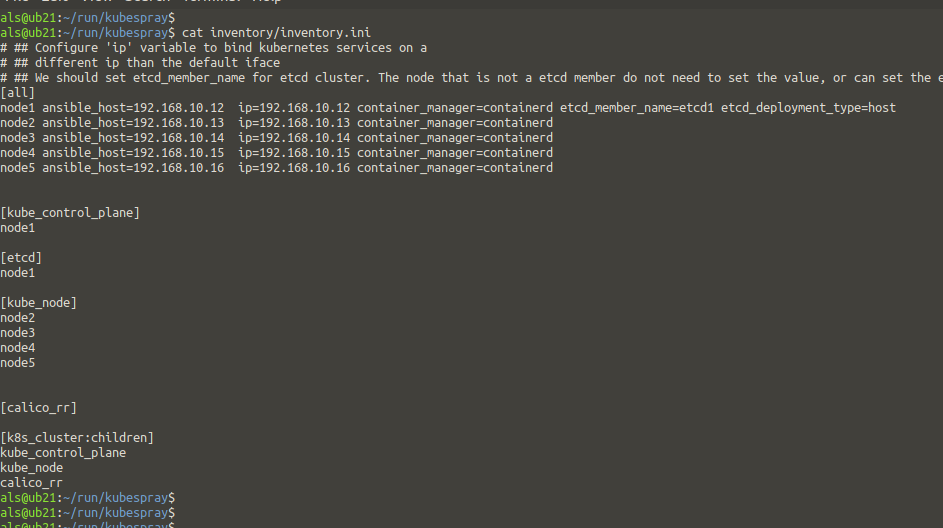 als@ub21:~/run/kubespray$
als@ub21:~/run/kubespray$ cat inventory/inventory.ini
# ## Configure 'ip' variable to bind kubernetes services on a
# ## different ip than the default iface
# ## We should set etcd_member_name for etcd cluster. The node that is not a etcd member do not need to set the value, or can set the e
[all]
node1 ansible_host=192.168.10.12  ip=192.168.10.12 container_manager=containerd etcd_member_name=etcd1 etcd_deployment_type=host
node2 ansible_host=192.168.10.13  ip=192.168.10.13 container_manager=containerd
node3 ansible_host=192.168.10.14  ip=192.168.10.14 container_manager=containerd
node4 ansible_host=192.168.10.15  ip=192.168.10.15 container_manager=containerd
node5 ansible_host=192.168.10.16  ip=192.168.10.16 container_manager=containerd
[kube_control_plane]
node1
[etcd]
node1
[kube_node]
node2
node3
node4
node5
[calico_rr]
[k8s_cluster:children]
kube_control_plane
kube_node
calico_rr
als@ub21:~/run/kubespray$
als@ub21:~/run/kubespray$
als@ub21:~/run/kubespray$